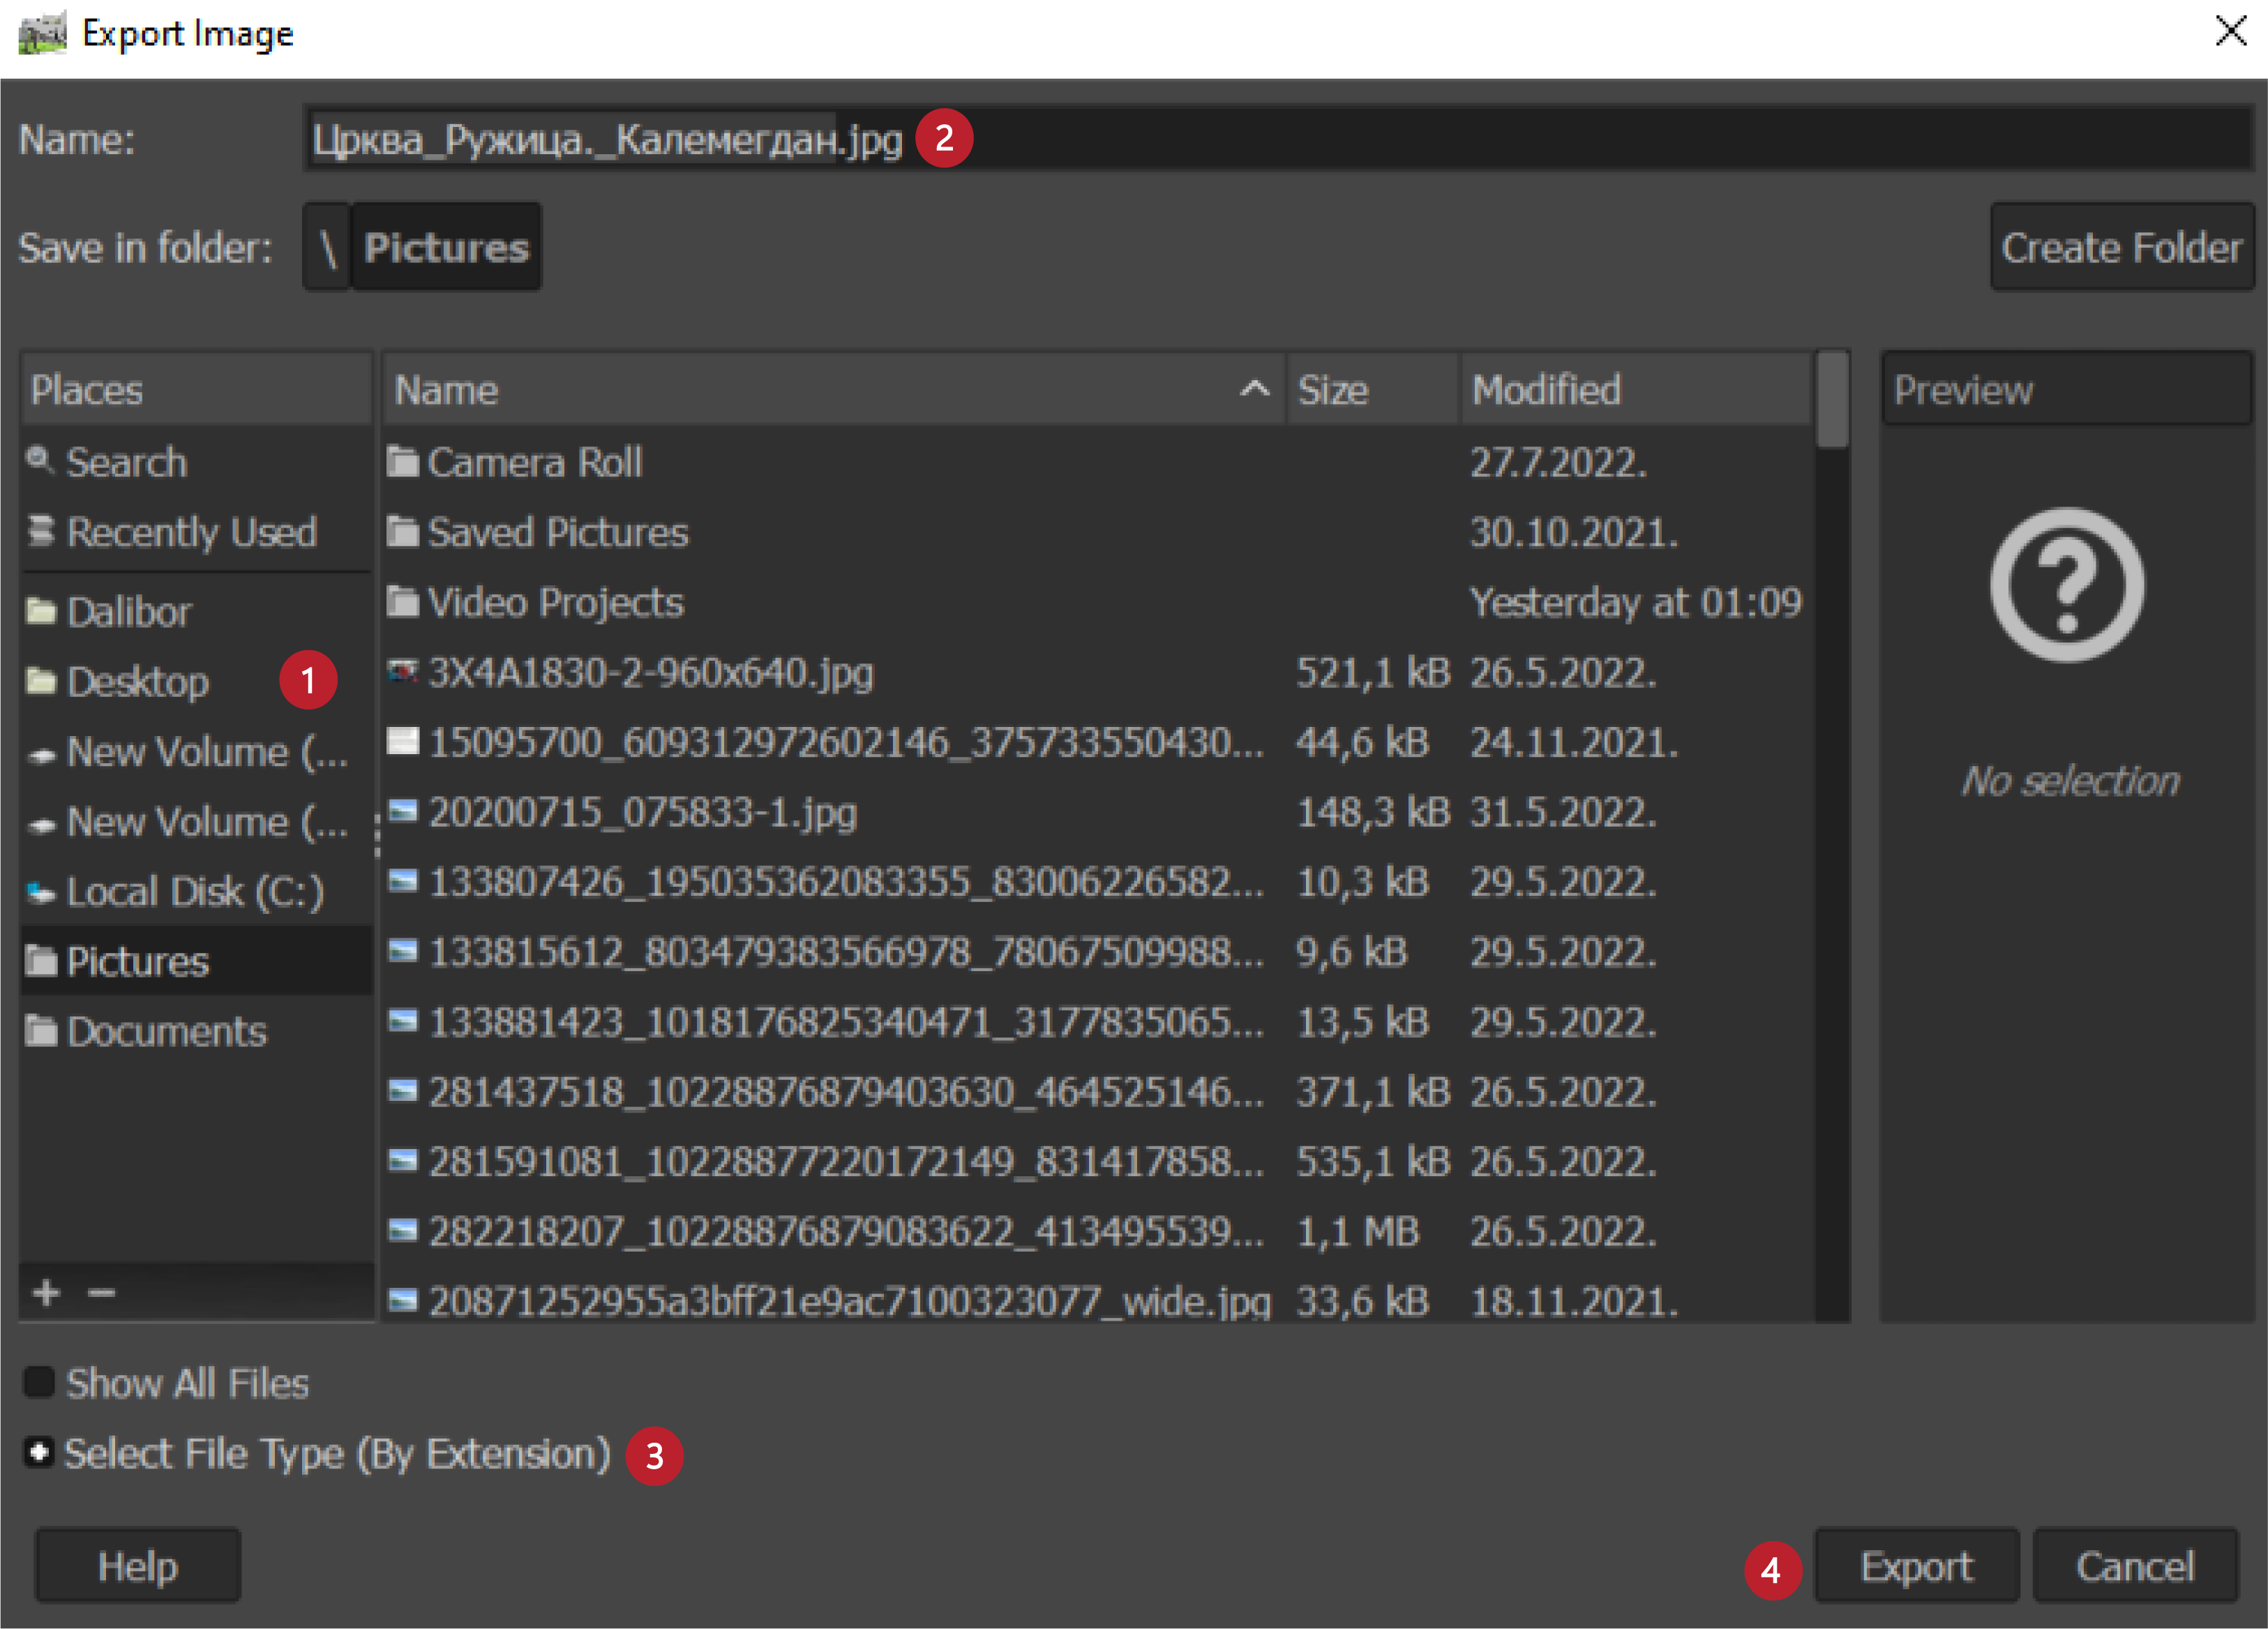 Export Image
Name: Црква_Ружица._Калемегдан.jpg 2
Save in folder: \ Pictures Create Folder
Places
Search
Recently Used
Dalibor
Desktop 1
New Volume (...
New Volume (...
Local Disk (C:)
Pictures
Documents
+ −
Name Size Modified
Camera Roll 27.7.2022.
Saved Pictures 30.10.2021.
Video Projects Yesterday at 01:09
3X4A1830-2-960x640.jpg 521,1 kB 26.5.2022.
15095700_609312972602146_375733550430... 44,6 kB 24.11.2021.
20200715_075833-1.jpg 148,3 kB 31.5.2022.
133807426_195035362083355_83006226582... 10,3 kB 29.5.2022.
133815612_803479383566978_78067509988... 9,6 kB 29.5.2022.
133881423_1018176825340471_3177835065... 13,5 kB 29.5.2022.
281437518_10228876879403630_464525146... 371,1 kB 26.5.2022.
281591081_10228877220172149_831417858... 535,1 kB 26.5.2022.
282218207_10228876879083622_413495539... 1,1 MB 26.5.2022.
20871252955a3bff21e9ac7100323077_wide.jpg 33,6 kB 18.11.2021.
Preview
No selection
Show All Files
Select File Type (By Extension) 3
Help 4 Export Cancel